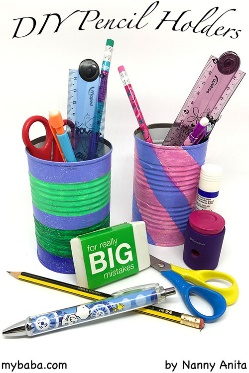 DIY Pencil Holders
for really
BIG
mistakes
mybaba.com
by Nanny Anita